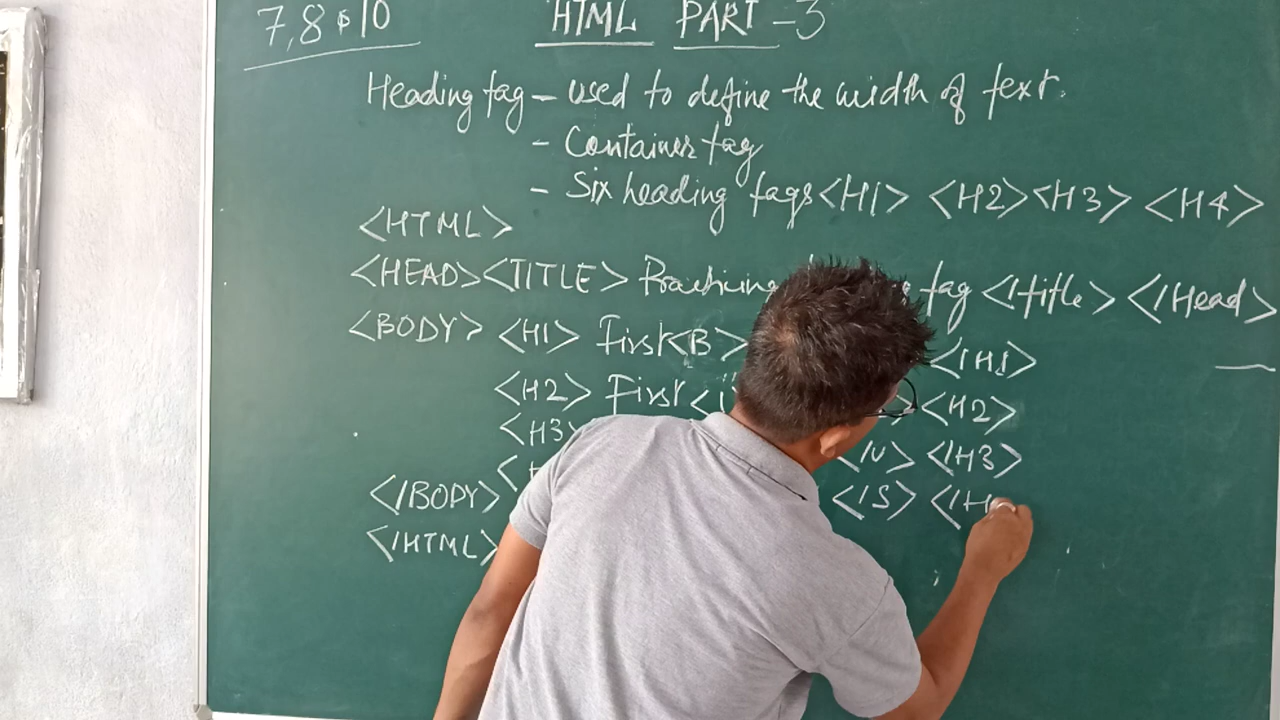 7,8 & 10
HTML PART - 3
Heading tag - used to define the width of text.
- Container tag
- Six heading tags <H1> <H2> <H3> <H4>
<HTML>
<HEAD><TITLE> Practicing tag </title> </Head>
<BODY> <H1> First <B> </H1>
<H2> First <i > <H2>
<H3> </U> </H3>
</BODY> </S> </H
</HTML>